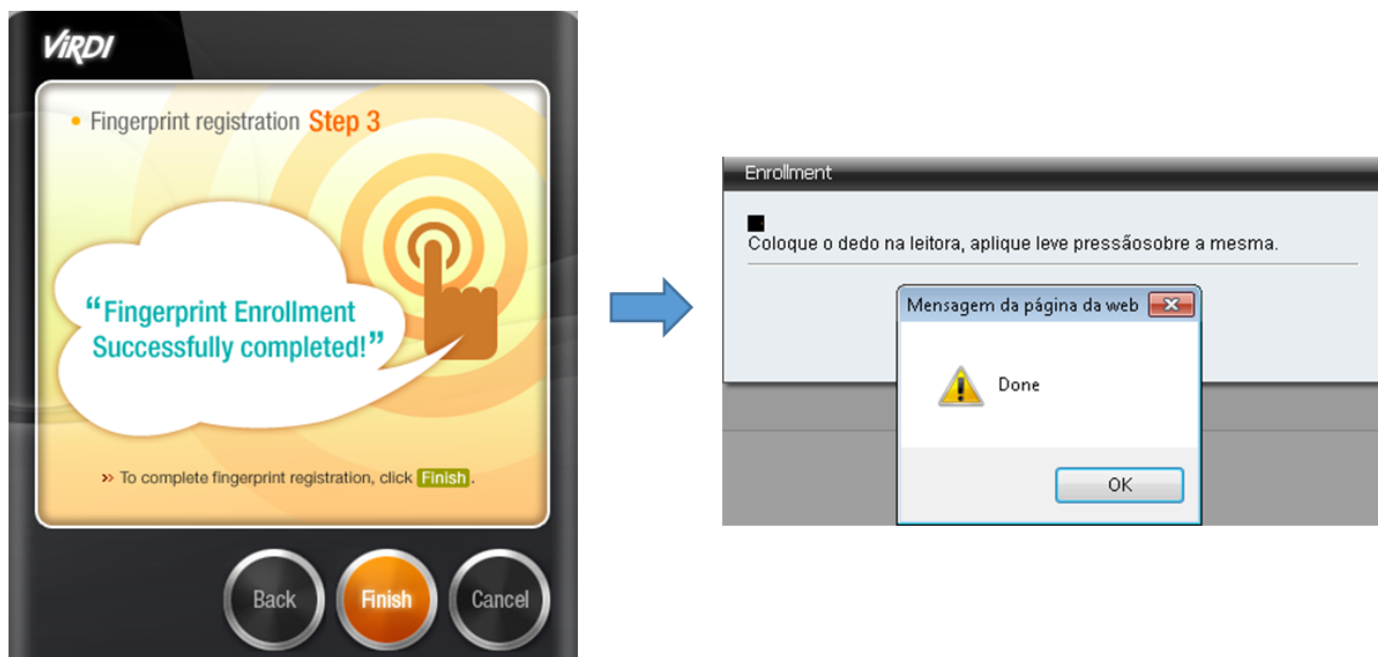 ViRDI
• Fingerprint registration Step 3
“Fingerprint Enrollment
Successfully completed!”
>> To complete fingerprint registration, click Finish.
Back
Finish
Cancel
Enrollment
Coloque o dedo na leitora, aplique leve pressãosobre a mesma.
Mensagem da página da web
Done
OK